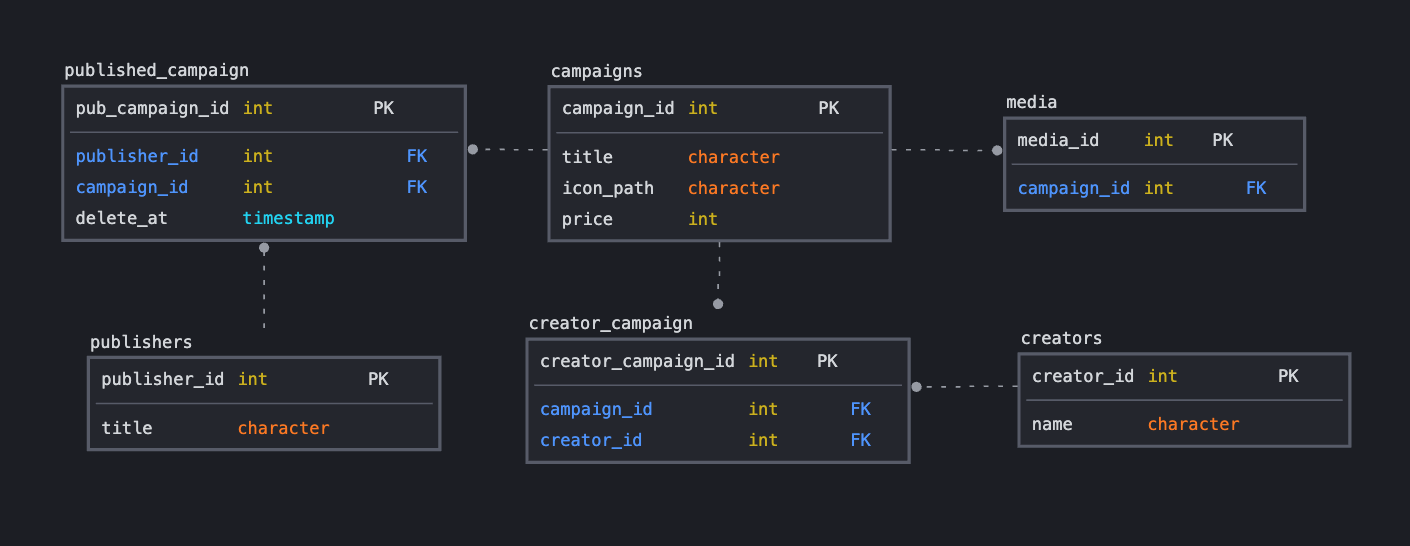 published_campaign
pub_campaign_id int PK
publisher_id int FK
campaign_id int FK
delete_at timestamp
campaigns
campaign_id int PK
title character
icon_path character
price int
media
media_id int PK
campaign_id int FK
publishers
publisher_id int PK
title character
creator_campaign
creator_campaign_id int PK
campaign_id int FK
creator_id int FK
creators
creator_id int PK
name character